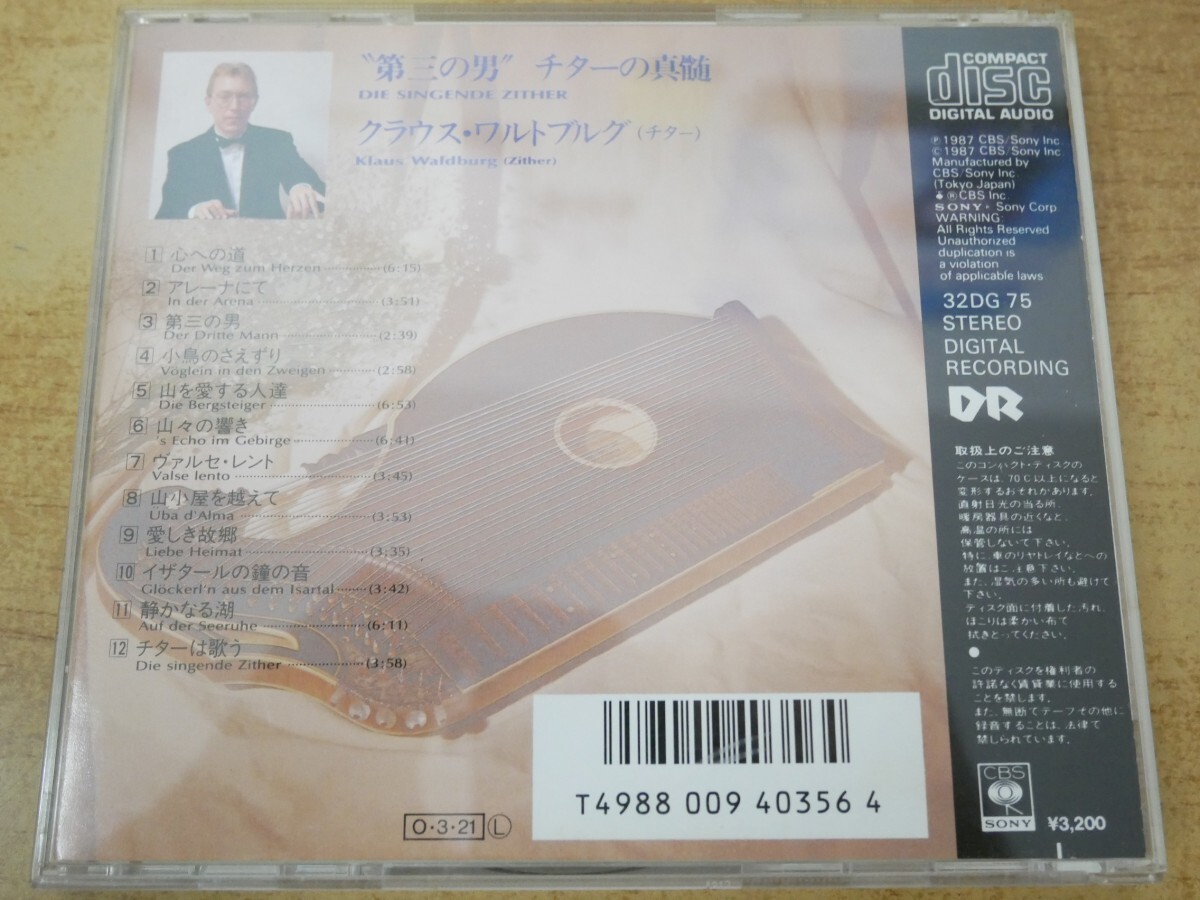 “第三の男” チターの真髄
DIE SINGENDE ZITHER
クラウス・ワルトブルグ(チター)
Klaus Waldburg (Zither)
1 心への道
Der Weg zum Herzen (6:15)
2 アレーナにて
In der Arena (3:51)
3 第三の男
Der Dritte Mann (2:39)
4 小鳥のさえずり
Vöglein in den Zweigen (2:58)
5 山を愛する人達
Die Bergsteiger (6:53)
6 山々の響き
's Echo im Gebirge (6:41)
7 ヴァルセ・レント
Valse lento (3:45)
8 山小屋を越えて
Uba d'Alma (3:53)
9 愛しき故郷
Liebe Heimat (3:35)
10 イザタールの鐘の音
Glöckerl'n aus dem Isartal (3:42)
11 静かなる湖
Auf der Seeruhe (6:11)
12 チターは歌う
Die singende Zither (3:58)
O・3・21 L
T4988 009 40356 4
COMPACT
disc
DIGITAL AUDIO
℗ 1987 CBS/Sony Inc.
© 1987 CBS/Sony Inc.
Manufactured by
CBS/Sony Inc
(Tokyo Japan)
® CBS Inc.
SONY® Sony Corp.
WARNING:
All Rights Reserved
Unauthorized
duplication is
a violation
of applicable laws
32DG 75
STEREO
DIGITAL
RECORDING
DR
取扱上のご注意
このコンパクト・ディスクの
ケースは、70℃以上になると
変形するおそれがあります。
直射日光の当る所、
暖房器具の近くなど、
高温の所には
保管しないで下さい。
特に、車のリヤトレイなどへの
放置はご注意下さい。
また、湿気の多い所も避けて
下さい。
ディスク面に付着した汚れ、
ほこりは柔かい布で
拭きとってください。
このディスクを権利者の
許諾なく賃貸業に使用する
ことを禁じます。
また、無断でテープその他に
録音することは、法律で
禁じられています。
CBS
SONY
¥3,200